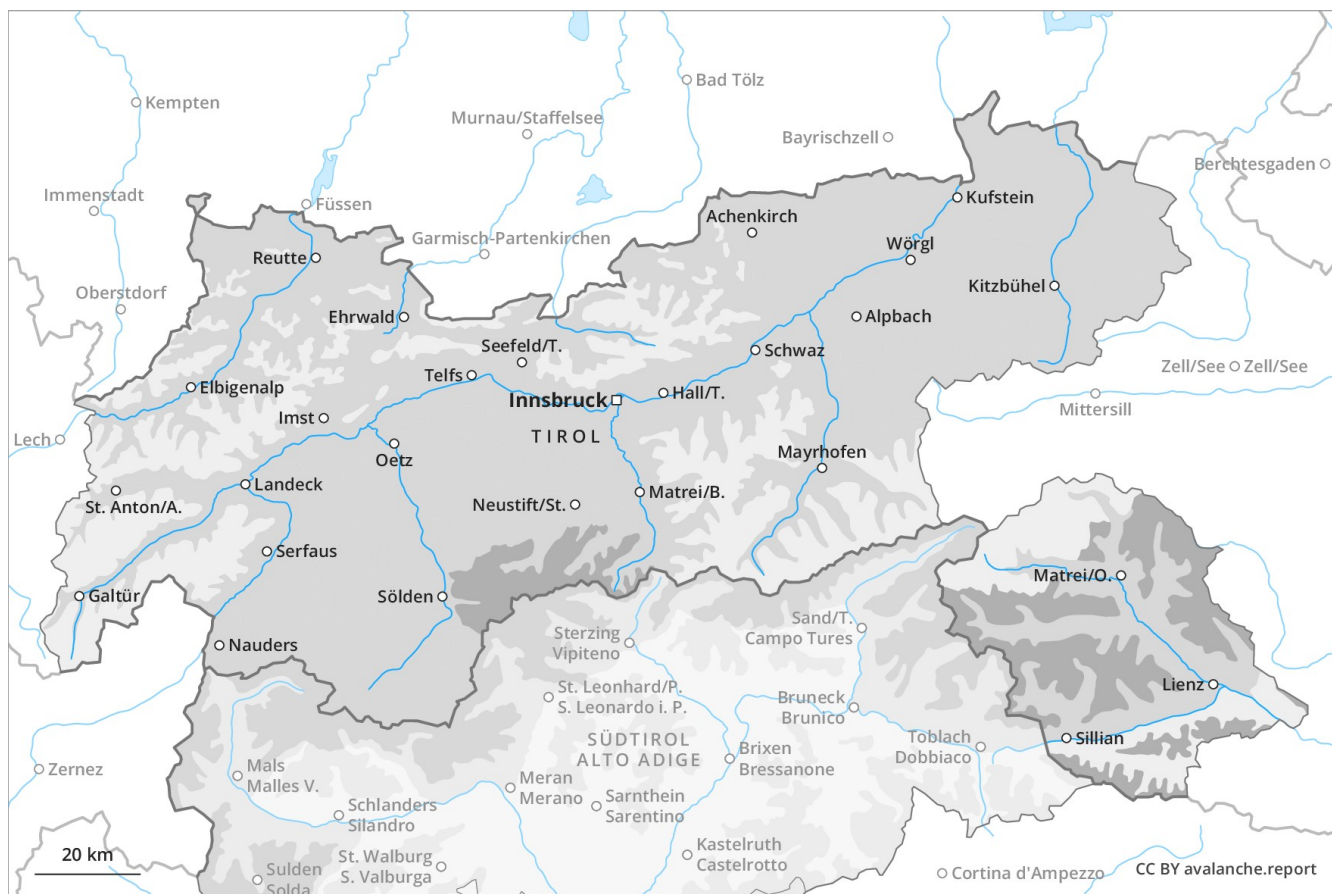 Kempten
Bad Tölz
Murnau/Staffelsee
Bayrischzell
Berchtesgaden
Immenstadt
Füssen
Kufstein
Achenkirch
Garmisch-Partenkirchen
Wörgl
Reutte
Oberstdorf
Kitzbühel
Ehrwald
Alpbach
Seefeld/T.
Schwaz
Telfs
Zell/See
Zell/See
Elbigenalp
Innsbruck
Hall/T.
Mittersill
Imst
TIROL
Lech
Oetz
Mayrhofen
Landeck
St. Anton/A.
Neustift/St.
Matrei/B.
Serfaus
Matrei/O.
Galtür
Sölden
Sand/T.
Campo Tures
Sterzing
Vipiteno
Nauders
Lienz
St. Leonhard/P.
S. Leonardo i. P.
Bruneck
Brunico
SÜDTIROL
ALTO ADIGE
Sillian
Toblach
Dobbiaco
Brixen
Bressanone
Zernez
Mals
Malles V.
Meran
Merano
Sarnthein
Sarentino
Schlanders
Silandro
Kastelruth
Castelrotto
20 km
St. Walburg
S. Valburga
Sulden
Solda
Cortina d'Ampezzo
CC BY avalanche.report